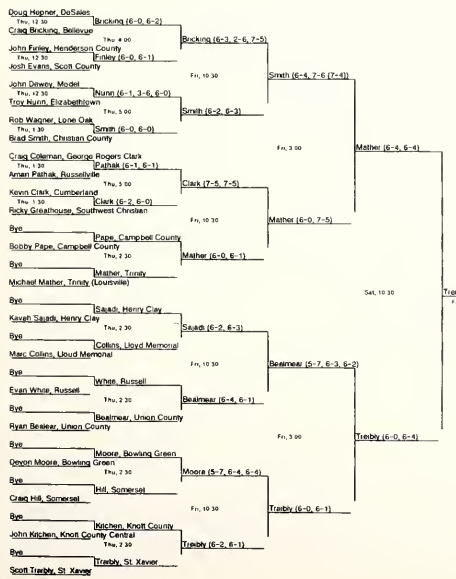 Doug Hepner, DeSales
Thu, 12 30
Bricking (6-0, 6-2)
Craig Bricking, Bellevue
Thu, 4 00
Bricking (6-3, 2-6, 7-5)
John Finley, Henderson County
Thu, 12 30
Finley (6-0, 6-1)
Josh Evans, Scott County
Fri, 10.30
Smith (6-4, 7-6 (7-4))
John Dewey, Model
Thu, 12 30
Nunn (6-1, 3-6, 6-0)
Troy Nunn, Elizabethtown
Thu, 5 00
Smith (6-2, 6-3)
Rob Wagner, Lone Oak
Thu, 1 30
Smith (6-0, 6-0)
Brad Smith, Christian County
Fri, 3 00
Mather (6-4, 6-4)
Craig Coleman, George Rogers Clark
Thu, 1 30
Pathak (6-1, 6-1)
Aman Pathak, Russellville
Thu, 5 00
Clark (7-5, 7-5)
Kevin Clark, Cumberland
Thu, 1 30
Clark (6-2, 6-0)
Ricky Greathouse, Southwest Christian
Fri, 10 30
Mather (6-0, 7-5)
Bye
Pape, Campbell County
Bobby Pape, Campbell County
Thu, 2 30
Mather (6-0, 6-1)
Bye
Mather, Trinity
Michael Mather, Trinity (Louisville)
Sat, 10 30
Bye
Sajadi, Henry Clay
Kaveh Sajadi, Henry Clay
Thu, 2 30
Sajadi (6-2, 6-3)
Bye
Collins, Lloyd Memorial
Marc Collins, Lloyd Memorial
Fri, 10 30
Bealmear (5-7, 6-3, 6-2)
Bye
White, Russell
Evan White, Russell
Thu, 2 30
Bealmear (6-4, 6-1)
Bye
Bealmear, Union County
Ryan Bealear, Union County
Fri, 3 00
Treibly (6-0, 6-4)
Bye
Moore, Bowling Green
Devon Moore, Bowling Green
Thu, 2 30
Moore (5-7, 6-4, 6-4)
Bye
Hill, Somerset
Craig Hill, Somerset
Fri, 10 30
Traibly (6-0, 6-1)
Bye
Kitchen, Knott County
John Kitchen, Knott County Central
Thu, 2 30
Treibly (6-2, 6-1)
Bye
Traibly, St. Xavier
Scott Traibly, St. Xavier